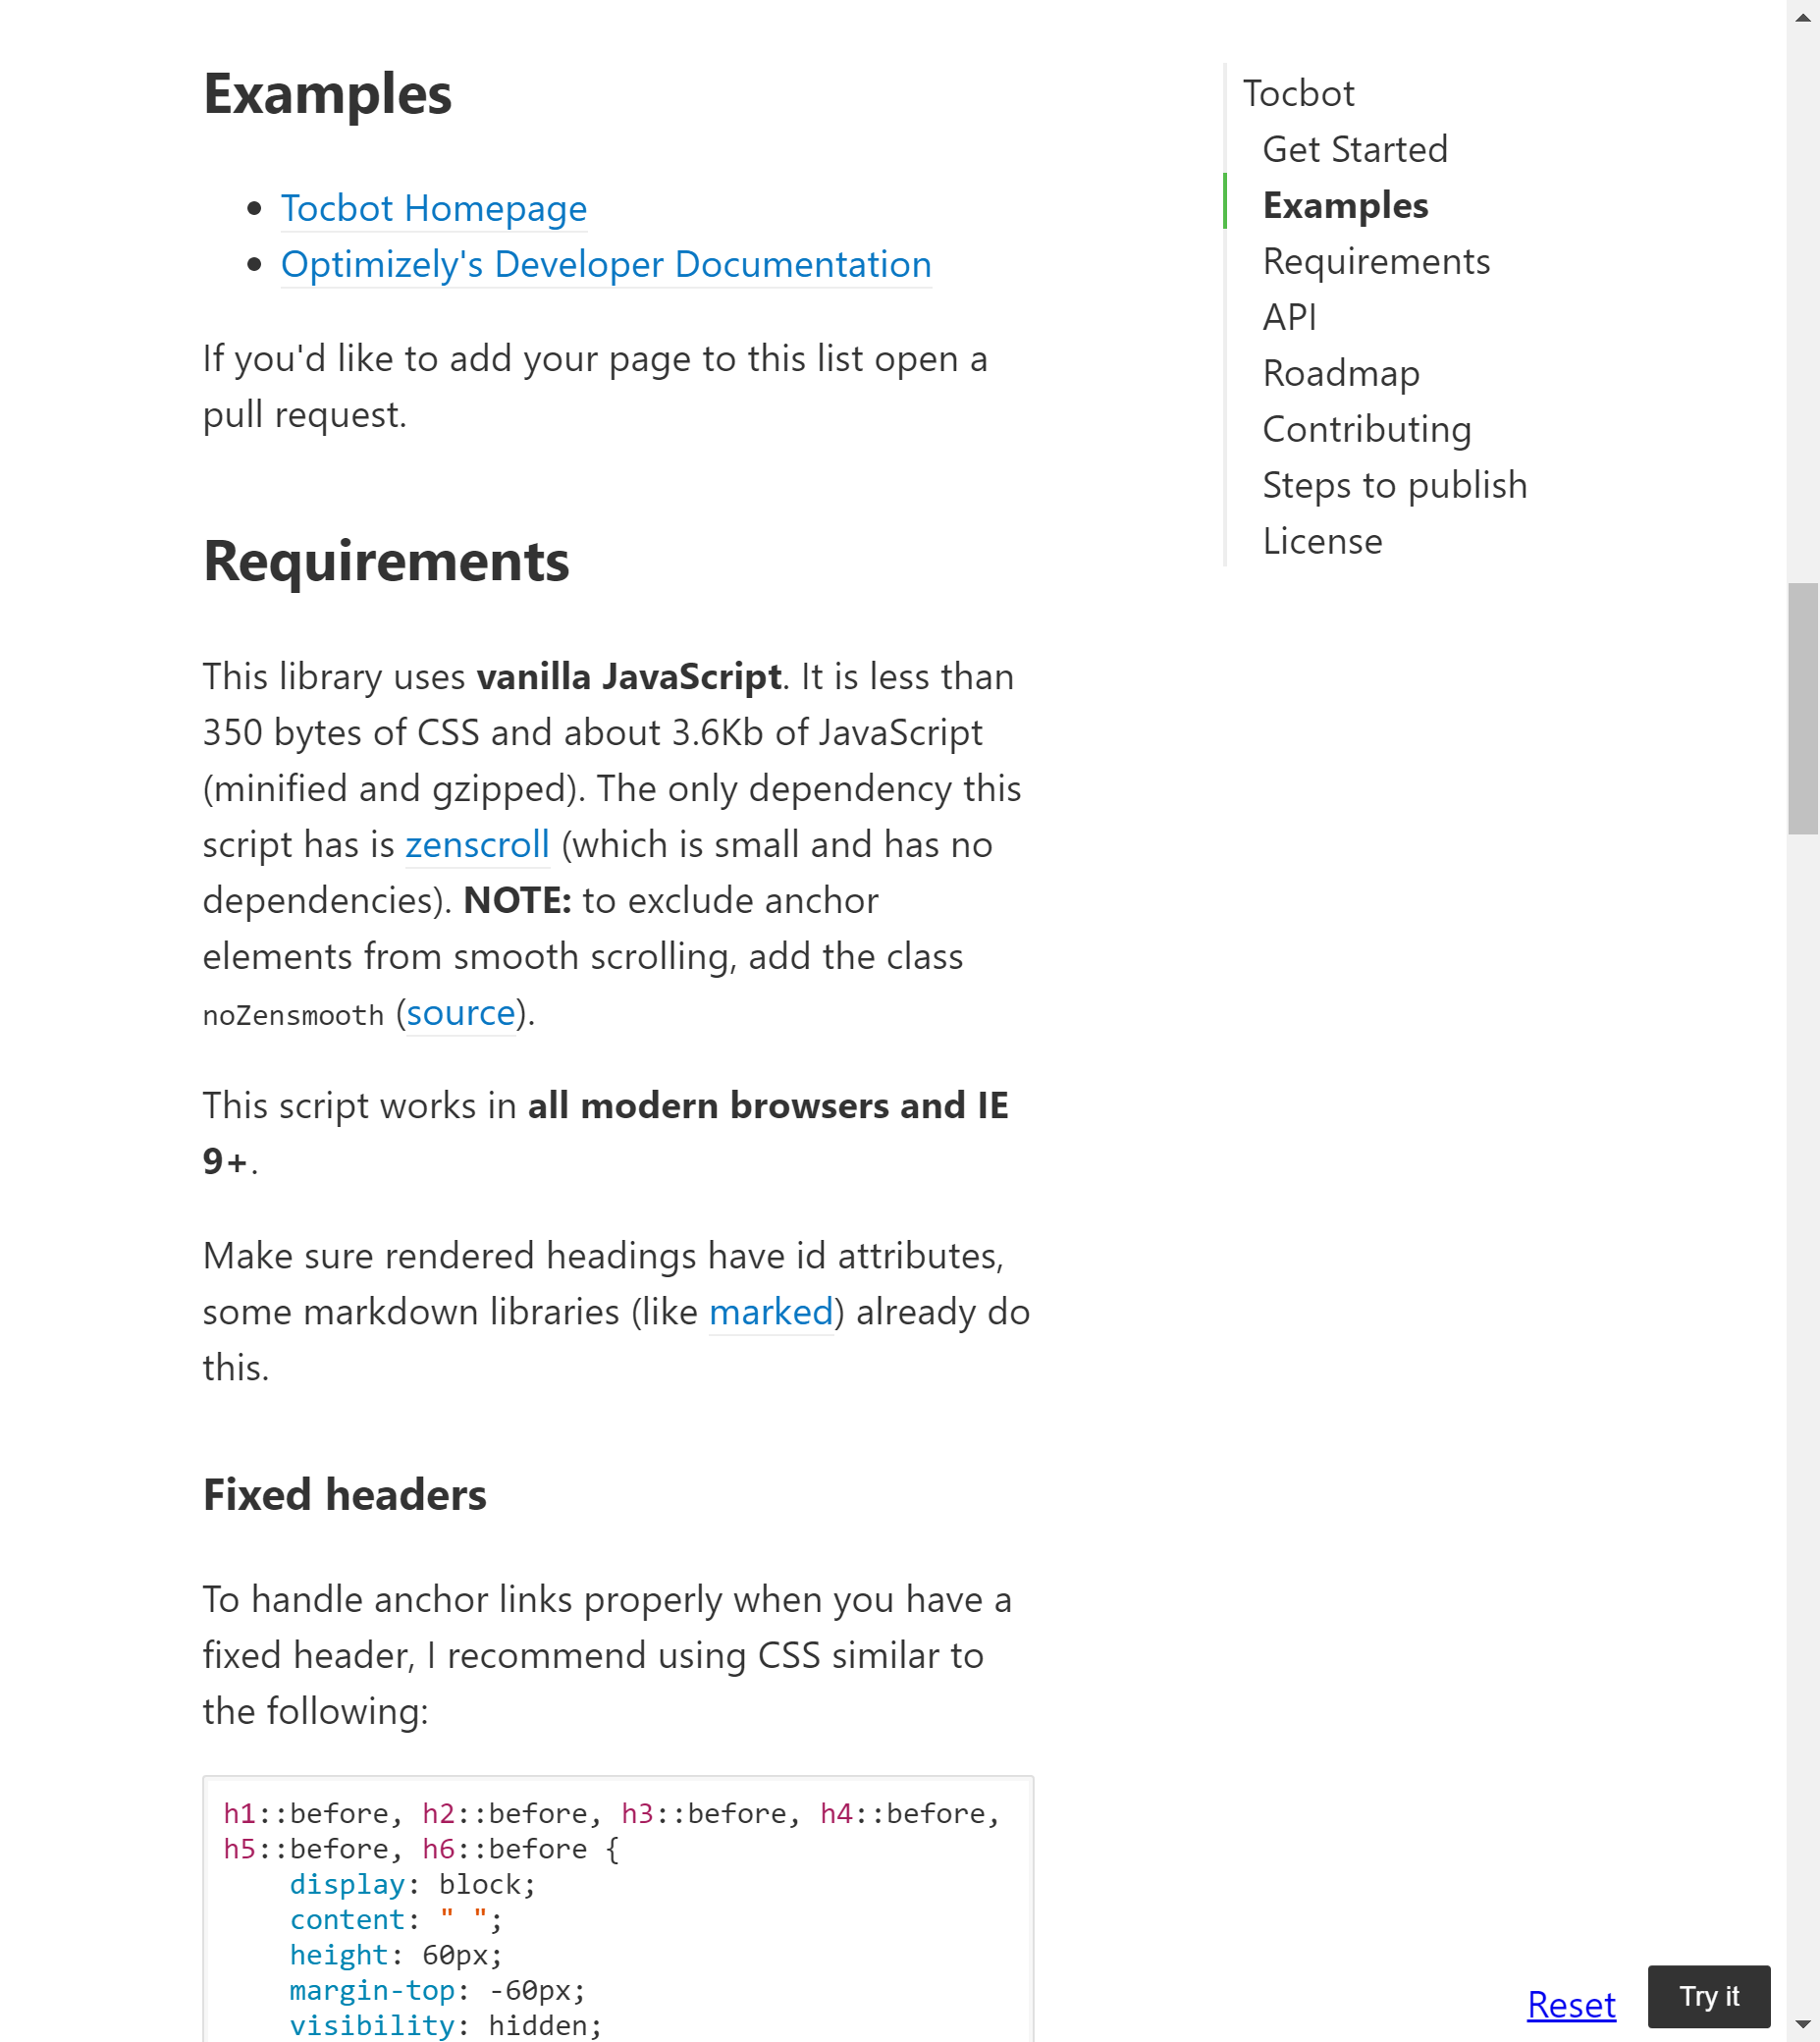 Examples
Tocbot Homepage
Optimizely's Developer Documentation
If you'd like to add your page to this list open a
pull request.
Requirements
This library uses vanilla JavaScript. It is less than
350 bytes of CSS and about 3.6Kb of JavaScript
(minified and gzipped). The only dependency this
script has is zenscroll (which is small and has no
dependencies). NOTE: to exclude anchor
elements from smooth scrolling, add the class
noZensmooth (source).
This script works in all modern browsers and IE
9+.
Make sure rendered headings have id attributes,
some markdown libraries (like marked) already do
this.
Fixed headers
To handle anchor links properly when you have a
fixed header, I recommend using CSS similar to
the following:
h1::before, h2::before, h3::before, h4::before,
h5::before, h6::before {
    display: block;
    content: " ";
    height: 60px;
    margin-top: -60px;
    visibility: hidden;
Tocbot
Get Started
Examples
Requirements
API
Roadmap
Contributing
Steps to publish
License
Reset
Try it